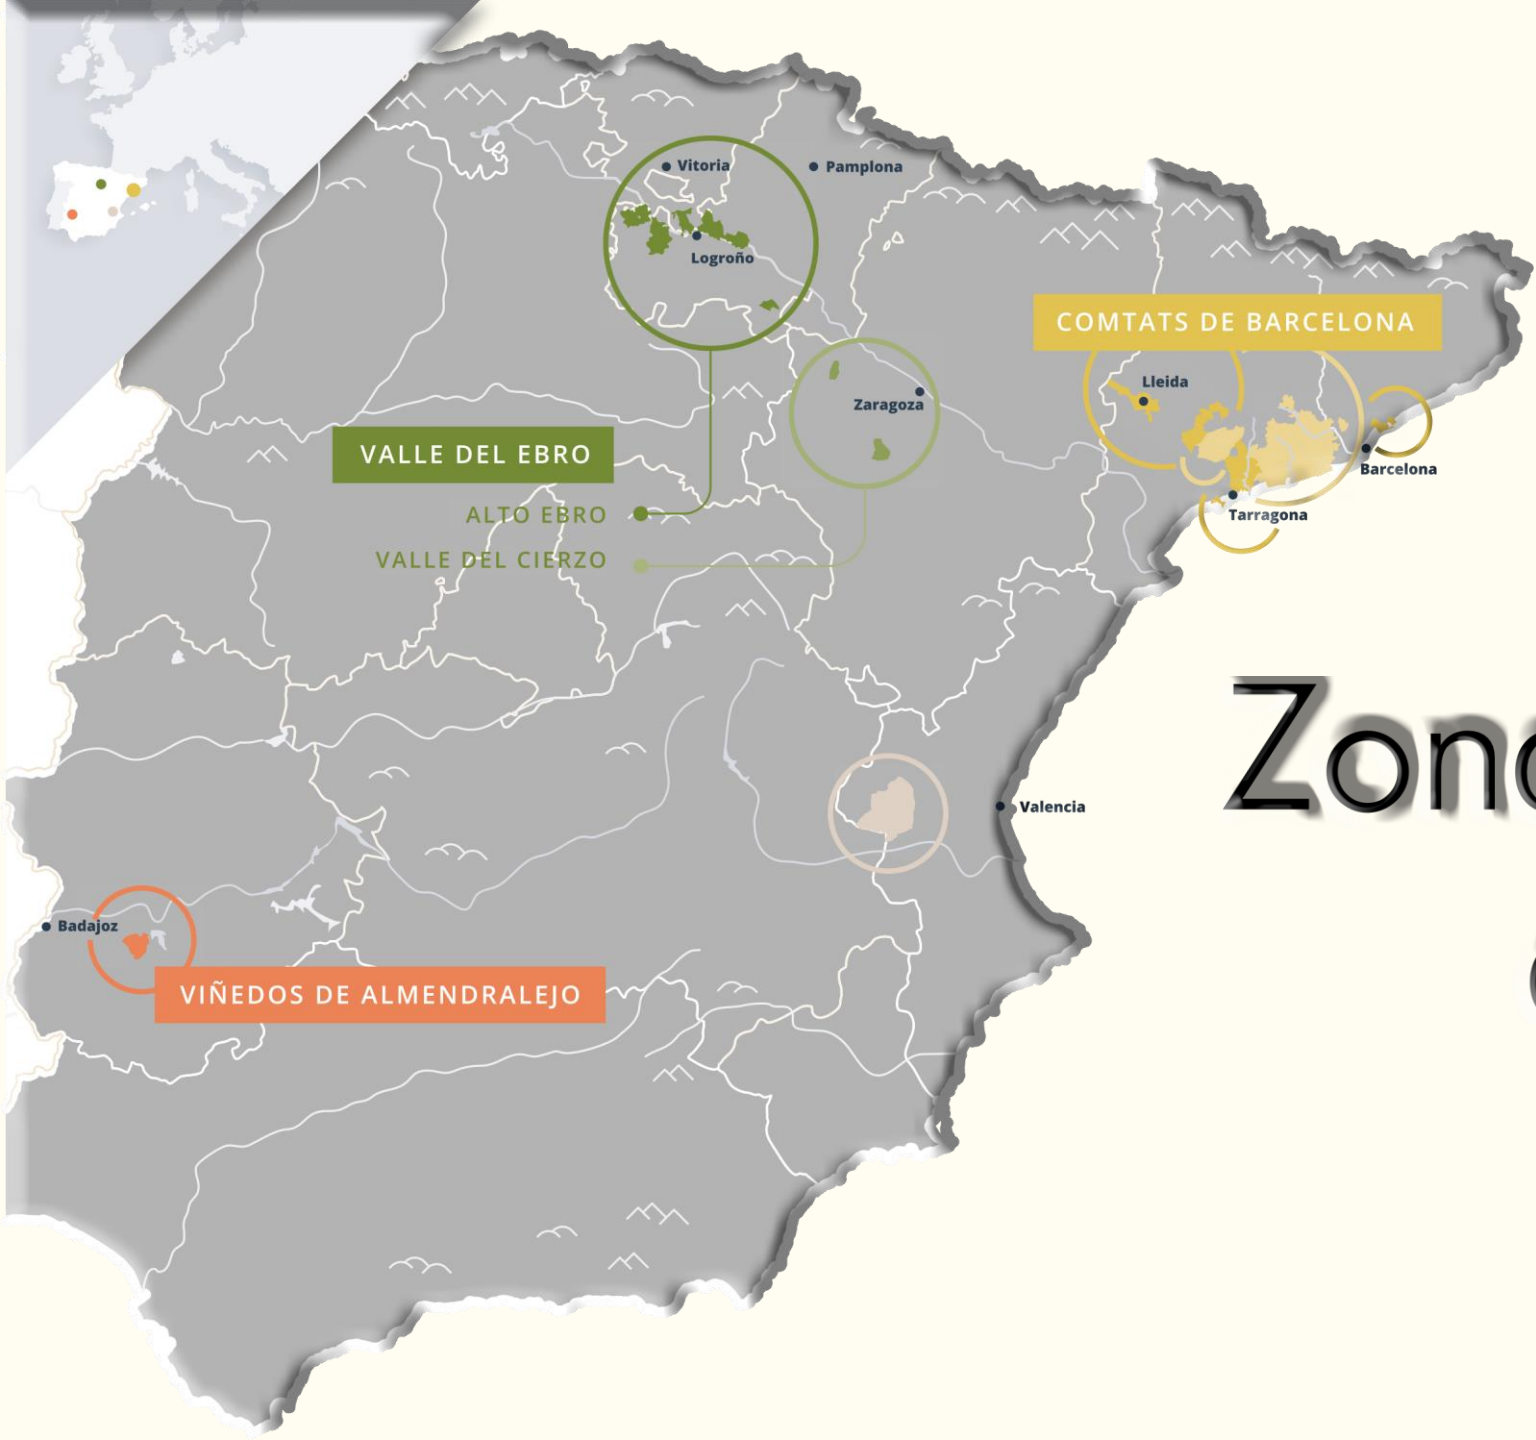 Vitoria
Pamplona
Logroño
COMTATS DE BARCELONA
Lleida
Zaragoza
VALLE DEL EBRO
Barcelona
ALTO EBRO
Tarragona
VALLE DEL CIERZO
Valencia
Badajoz
VIÑEDOS DE ALMENDRALEJO